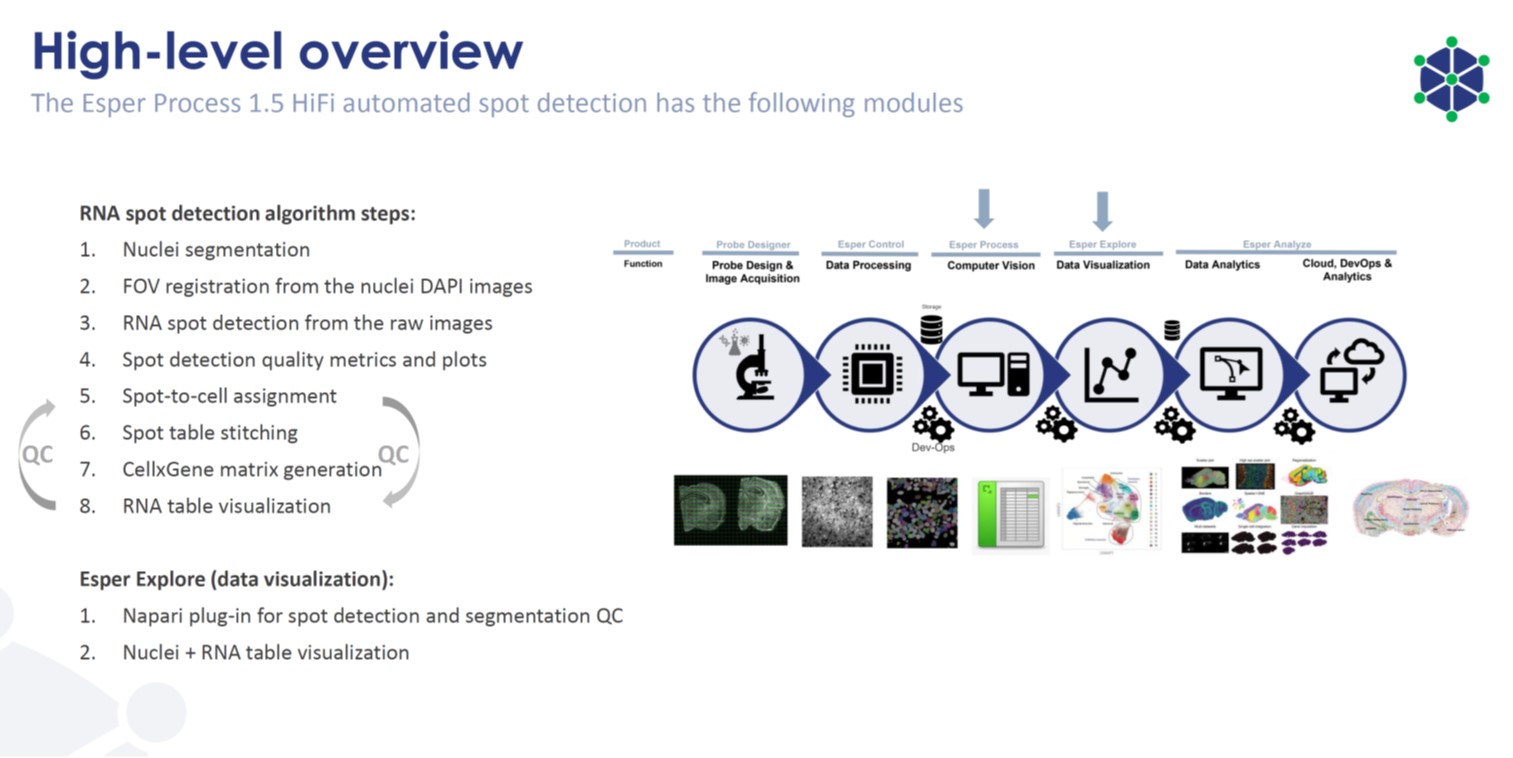 High-level overview
The Esper Process 1.5 HiFi automated spot detection has the following modules
RNA spot detection algorithm steps:
1. Nuclei segmentation
2. FOV registration from the nuclei DAPI images
3. RNA spot detection from the raw images
4. Spot detection quality metrics and plots
5. Spot-to-cell assignment
6. Spot table stitching
7. CellxGene matrix generation
8. RNA table visualization
QC
QC
Esper Explore (data visualization):
1. Napari plug-in for spot detection and segmentation QC
2. Nuclei + RNA table visualization
Product
Probe Designer
Esper Control
Esper Process
Esper Explore
Esper Analyze
Function
Probe Design &
Image Acquisition
Data Processing
Computer Vision
Data Visualization
Data Analytics
Cloud, DevOps &
Analytics
Storage
Dev-Ops